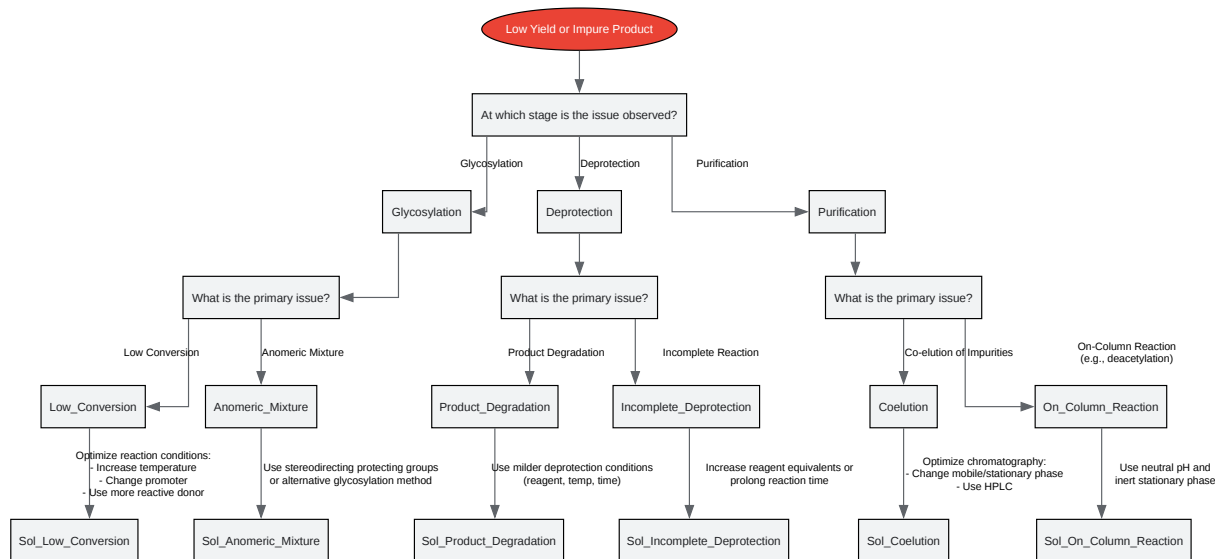 Low Yield or Impure Product
At which stage is the issue observed?
Glycosylation
Deprotection
Purification
Glycosylation
Deprotection
Purification
What is the primary issue?
What is the primary issue?
What is the primary issue?
Low Conversion
Anomeric Mixture
Product Degradation
Incomplete Reaction
Co-elution of Impurities
On-Column Reaction
(e.g., deacetylation)
Low_Conversion
Anomeric_Mixture
Product_Degradation
Incomplete_Deprotection
Coelution
On_Column_Reaction
Optimize reaction conditions:
- Increase temperature
- Change promoter
- Use more reactive donor
Use stereodirecting protecting groups
or alternative glycosylation method
Use milder deprotection conditions
(reagent, temp, time)
Increase reagent equivalents or
prolong reaction time
Optimize chromatography:
- Change mobile/stationary phase
- Use HPLC
Use neutral pH and
inert stationary phase
Sol_Low_Conversion
Sol_Anomeric_Mixture
Sol_Product_Degradation
Sol_Incomplete_Deprotection
Sol_Coelution
Sol_On_Column_Reaction